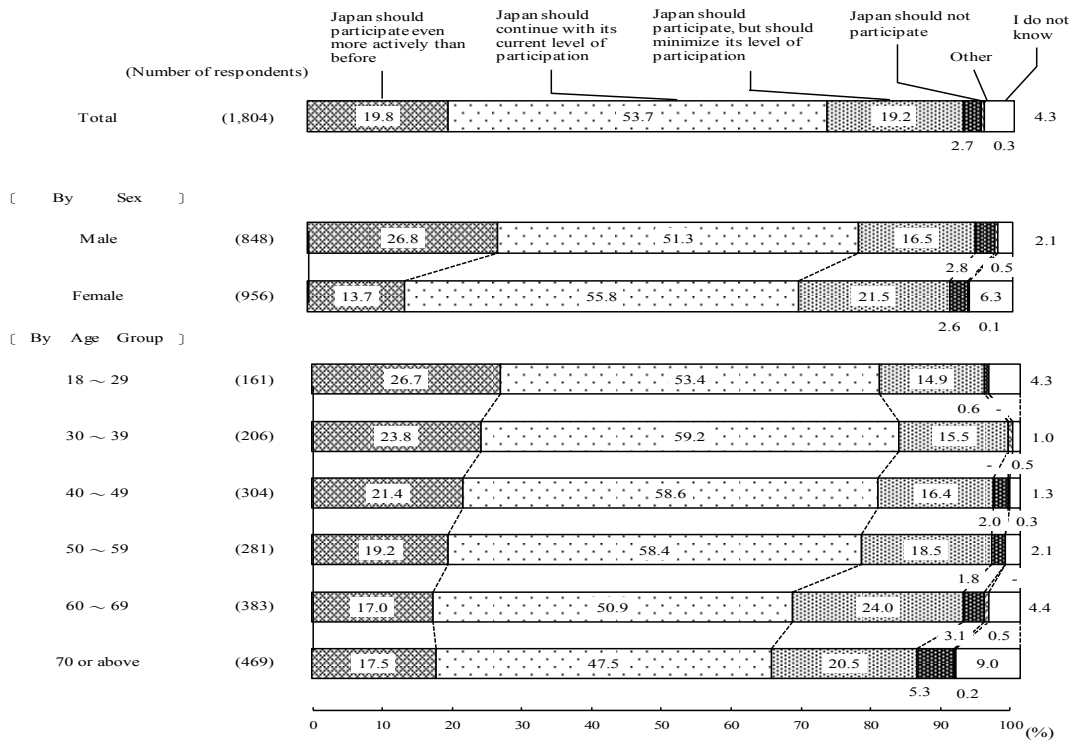 Japan should
participate even
more actively than
before
Japan should
continue with its
current level of
participation
Japan should
participate, but should
minimize its level of
participation
Japan should not
participate
Other
I do not
know
(Number of respondents)
Total (1,804) 19.8 53.7 19.2 4.3
2.7 0.3
〔 By Sex 〕
Male (848) 26.8 51.3 16.5 2.1
2.8 0.5
Female (956) 13.7 55.8 21.5 6.3
2.6 0.1
〔 By Age Group 〕
18 ～ 29 (161) 26.7 53.4 14.9 4.3
0.6 -
30 ～ 39 (206) 23.8 59.2 15.5 1.0
- 0.5
40 ～ 49 (304) 21.4 58.6 16.4 1.3
2.0 0.3
50 ～ 59 (281) 19.2 58.4 18.5 2.1
1.8 -
60 ～ 69 (383) 17.0 50.9 24.0 4.4
3.1 0.5
70 or above (469) 17.5 47.5 20.5 9.0
5.3 0.2
0 10 20 30 40 50 60 70 80 90 100 (%)